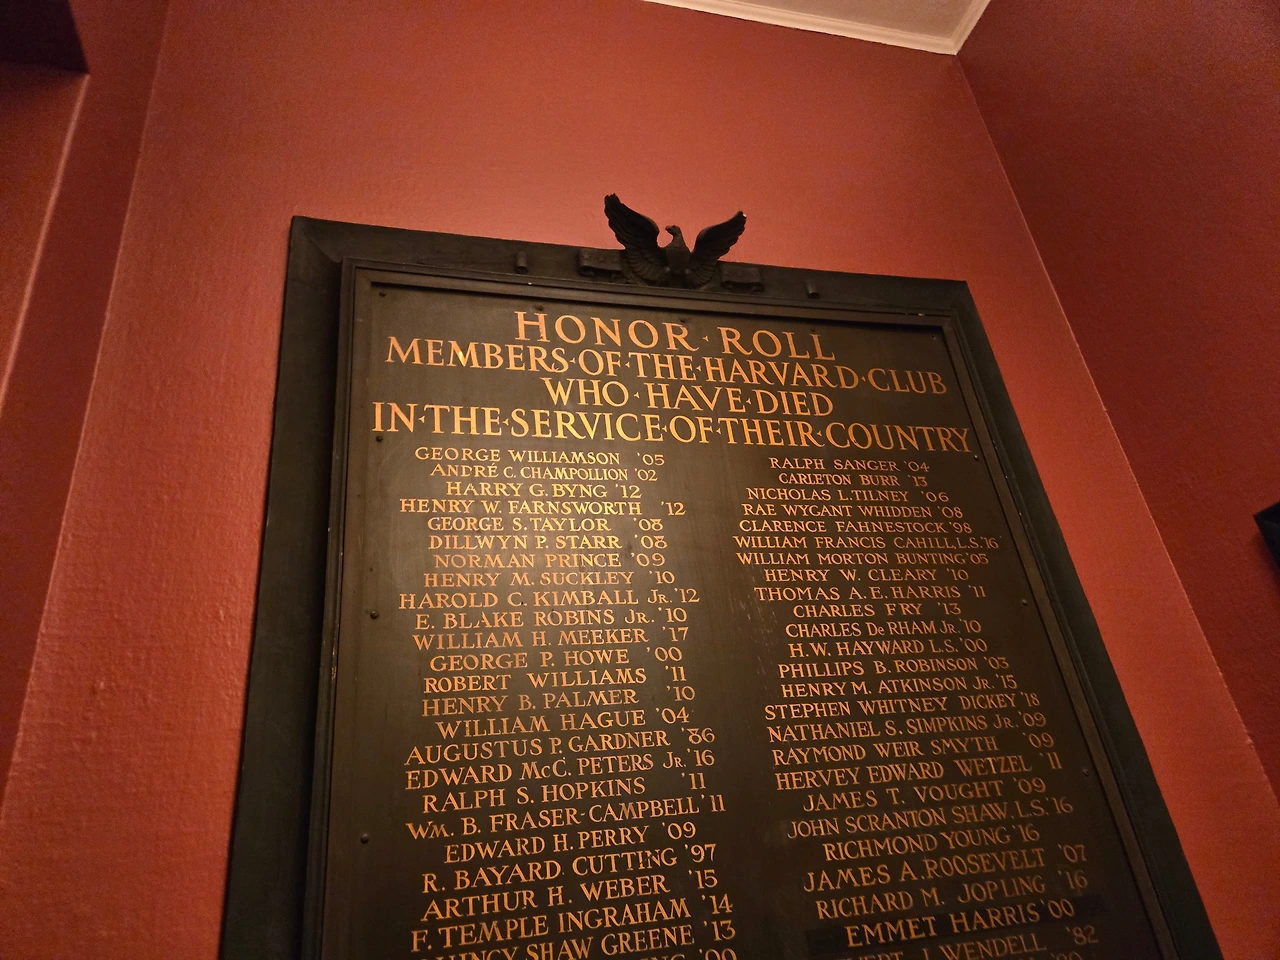 HONOR·ROLL
MEMBERS·OF·THE·HARVARD·CLUB
WHO·HAVE·DIED
IN·THE·SERVICE·OF·THEIR·COUNTRY
GEORGE WILLIAMSON '05
ANDRÉ C. CHAMPOLLION '02
HARRY G. BYNG '12
HENRY W. FARNSWORTH '12
GEORGE S. TAYLOR '08
DILLWYN P. STARR '08
NORMAN PRINCE '09
HENRY M. SUCKLEY '10
HAROLD C. KIMBALL JR. '12
E. BLAKE ROBINS JR. '10
WILLIAM H. MEEKER '17
GEORGE P. HOWE '00
ROBERT WILLIAMS '11
HENRY B. PALMER '10
WILLIAM HAGUE '04
AUGUSTUS P. GARDNER '86
EDWARD McC. PETERS JR. '16
RALPH S. HOPKINS '11
WM. B. FRASER-CAMPBELL '11
EDWARD H. PERRY '09
R. BAYARD CUTTING '97
ARTHUR H. WEBER '15
F. TEMPLE INGRAHAM '14
SHAW GREENE '13
RALPH SANGER '04
CARLETON BURR '13
NICHOLAS L. TILNEY '06
RAE WYGANT WHIDDEN '08
CLARENCE FAHNESTOCK '98
WILLIAM FRANCIS CAHILL, L.S. '16
WILLIAM MORTON BUNTING '05
HENRY W. CLEARY '10
THOMAS A. E. HARRIS '11
CHARLES FRY '13
CHARLES De RHAM Jr. '10
H. W. HAYWARD L.S. '00
PHILLIPS B. ROBINSON '03
HENRY M. ATKINSON JR. '15
STEPHEN WHITNEY DICKEY '18
NATHANIEL S. SIMPKINS JR. '09
RAYMOND WEIR SMYTH '09
HERVEY EDWARD WETZEL '11
JAMES T. VOUGHT '09
JOHN SCRANTON SHAW, L.S. '16
RICHMOND YOUNG '16
JAMES A. ROOSEVELT '07
RICHARD M. JOPLING '16
EMMET HARRIS '00
J. WENDELL '82